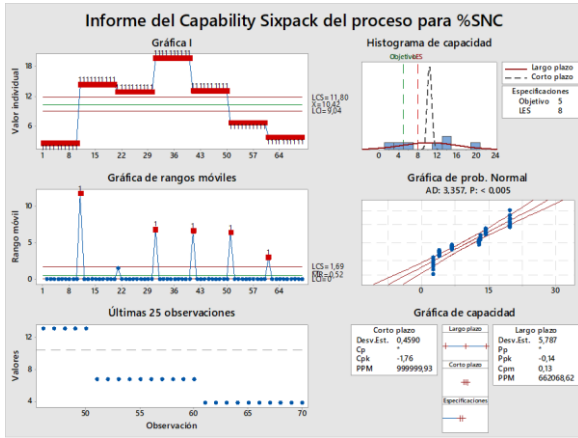 Informe del Capability Sixpack del proceso para %SNC
Gráfica I
Valor individual
18
12
6
LCS=11,80
X=10,42
LCI=9,04
1 8 15 22 29 36 43 50 57 64
Histograma de capacidad
Objetivo LES
0 4 8 12 16 20 24
Largo plazo
Corto plazo
Especificaciones
Objetivo 5
LES 8
Gráfica de rangos móviles
Rango móvil
10
5
0
LCS=1,69
MR=0,52
LCI=0
1 8 15 22 29 36 43 50 57 64
Gráfica de prob. Normal
AD: 3,357, P: < 0,005
0 15 30
Últimas 25 observaciones
Valores
12
8
4
50 55 60 65 70
Observación
Gráfica de capacidad
Corto plazo
Desv.Est. 0,4590
Cp *
Cpk -1,76
PPM 999999,93
Largo plazo
Corto plazo
Especificaciones
Largo plazo
Desv.Est. 5,787
Pp *
Ppk -0,14
Cpm 0,13
PPM 662068,62